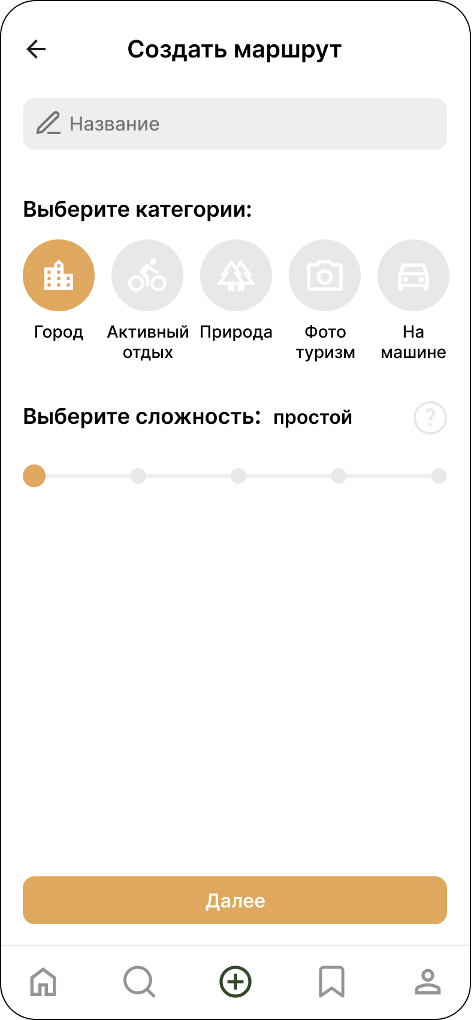 Создать маршрут
Название
Выберите категории:
Город
Активный отдых
Природа
Фото туризм
На машине
Выберите сложность: простой
?
Далее